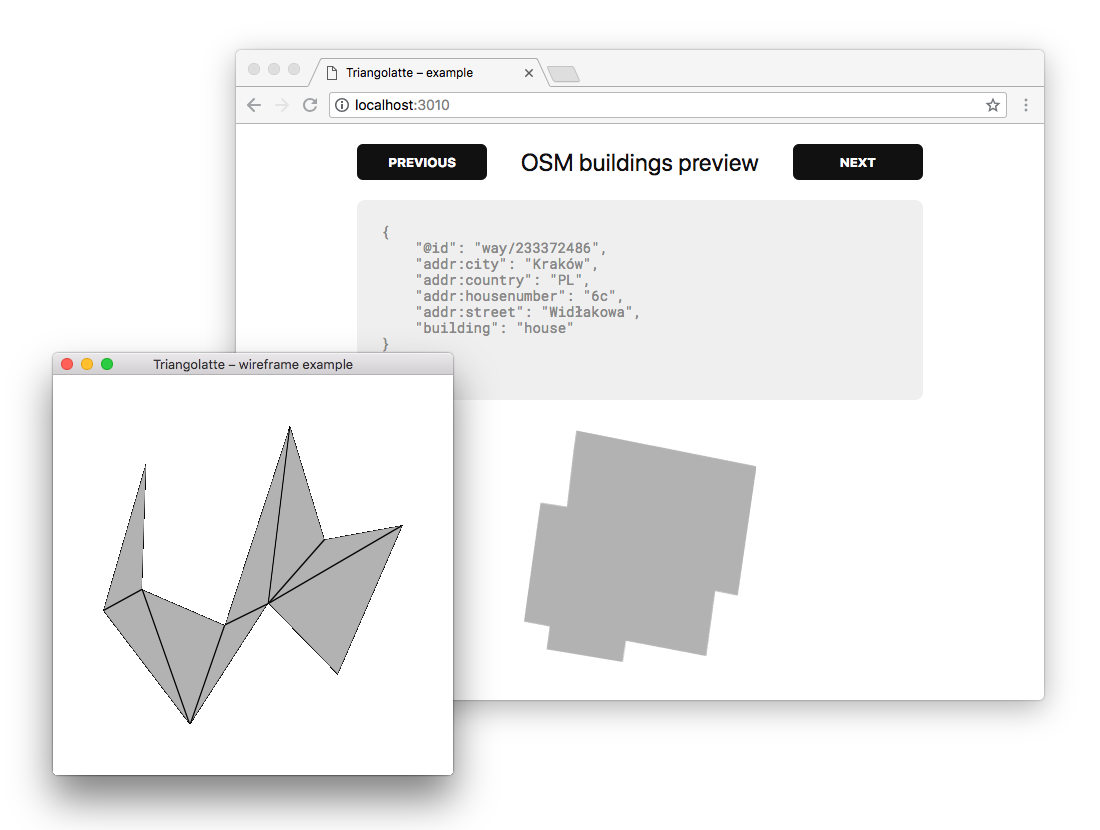 Triangolatte – example
localhost:3010
PREVIOUS
OSM buildings preview
NEXT
{
"@id": "way/233372486",
"addr:city": "Kraków",
"addr:country": "PL",
"addr:housenumber": "6c",
"addr:street": "Widłakowa",
"building": "house"
}
Triangolatte – wireframe example